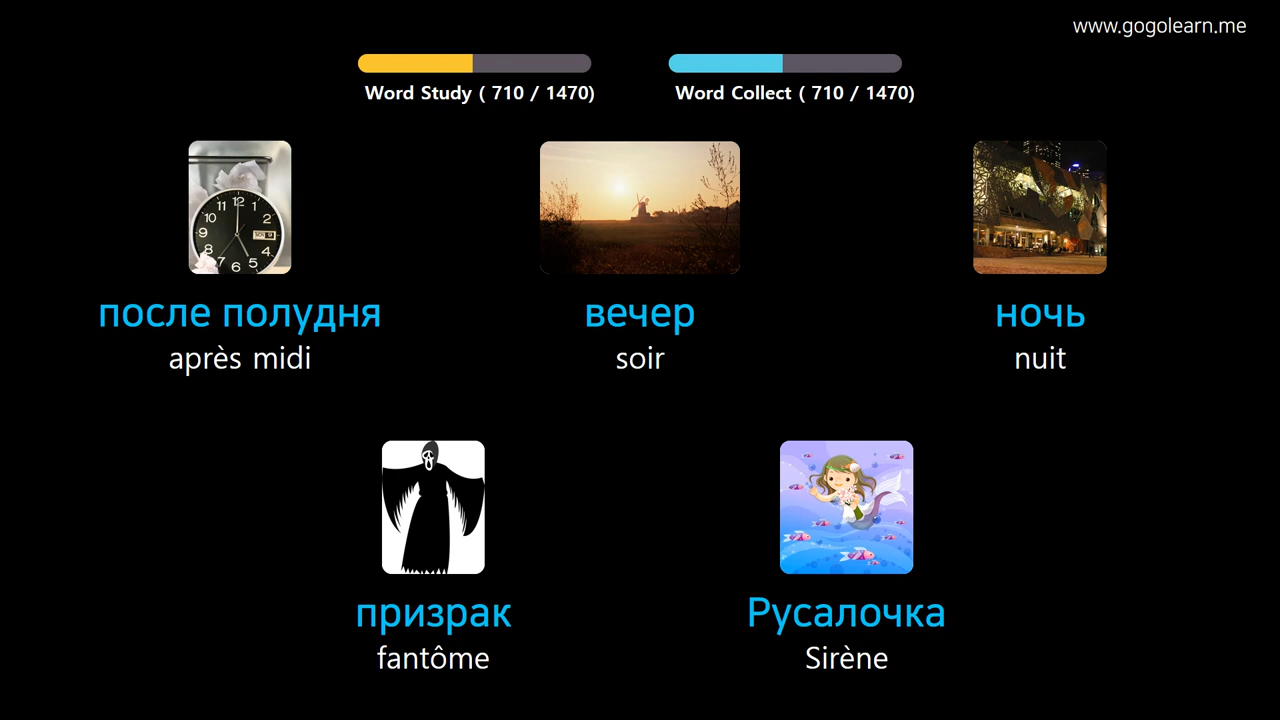 www.gogolearn.me
Word Study ( 710 / 1470)
Word Collect ( 710 / 1470)
после полудня
après midi
вечер
soir
ночь
nuit
призрак
fantôme
Русалочка
Sirène